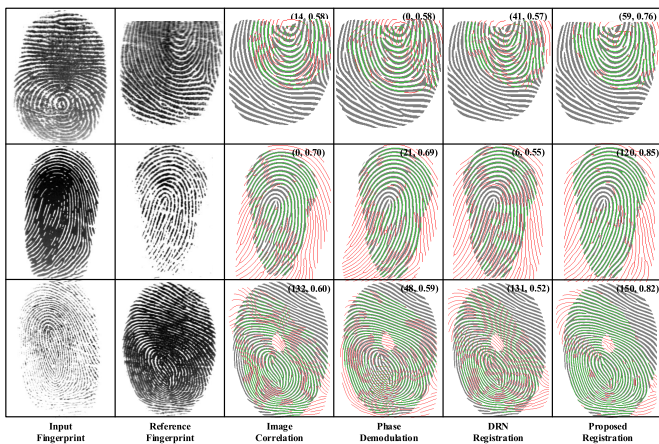 (14, 0.58) (0, 0.58) (41, 0.57) (59, 0.76)
(0, 0.70) (21, 0.69) (6, 0.55) (120, 0.85)
(132, 0.60) (48, 0.59) (131, 0.52) (150, 0.82)
Input Reference Image Phase DRN Proposed
Fingerprint Fingerprint Correlation Demodulation Registration Registration